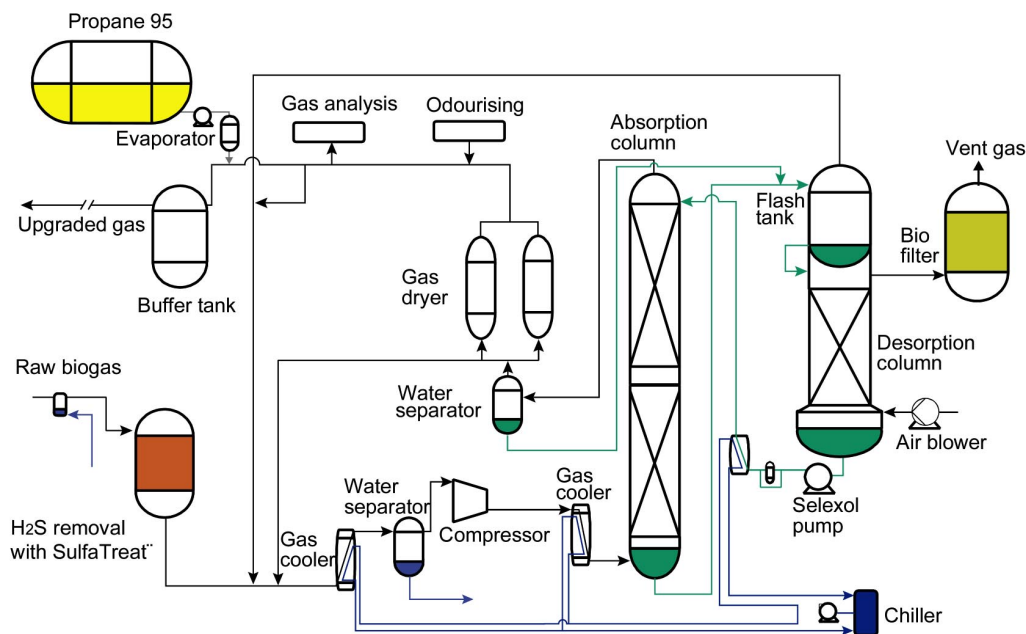 Propane 95
Gas analysis
Odourising
Evaporator
Absorption
column
Vent gas
Flash
tank
Upgraded gas
Bio
filter
Gas
dryer
Buffer tank
Desorption
column
Raw biogas
Water
separator
Air blower
Water
separator
Gas
cooler
Selexol
pump
H2S removal
with SulfaTreat¨
Gas
cooler
Compressor
Chiller